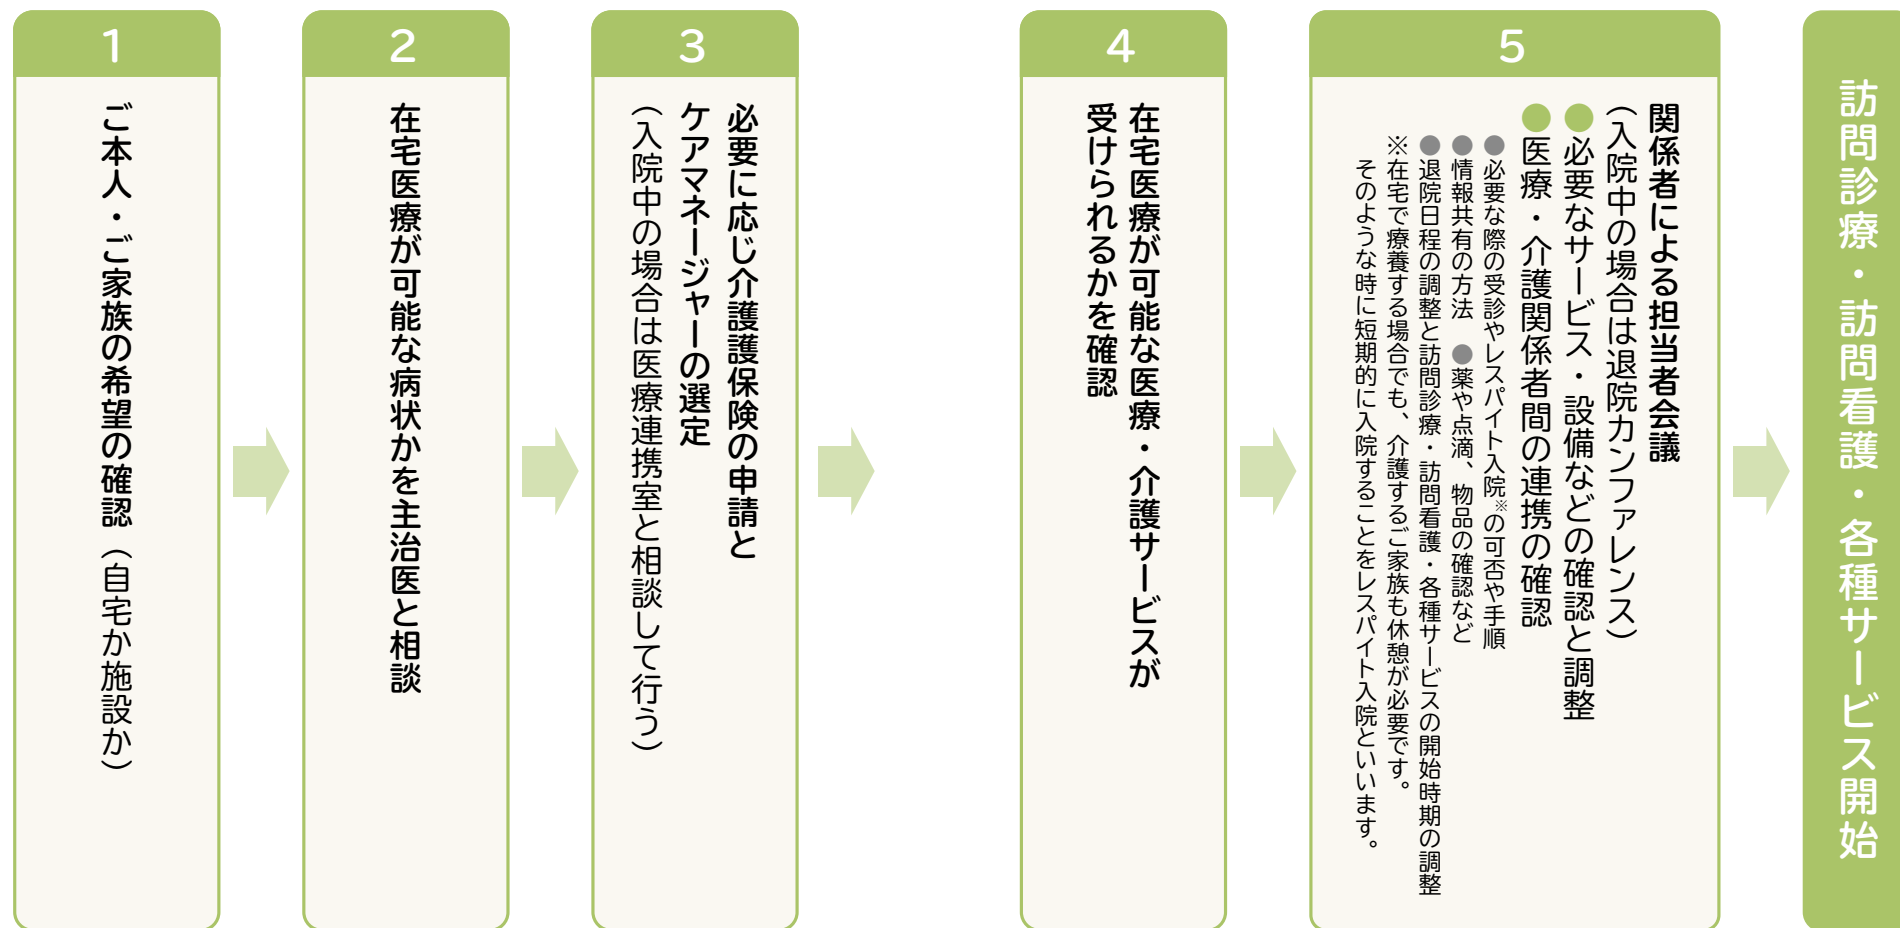 1
ご本人・ご家族の希望の確認（自宅か施設か）
2
在宅医療が可能な病状かを主治医と相談
3
必要に応じ介護護保険の申請と
ケアマネージャーの選定
（入院中の場合は医療連携室と相談して行う）
4
在宅医療が可能な医療・介護サービスが
受けられるかを確認
5
関係者による担当者会議
（入院中の場合は退院カンファレンス）
●必要なサービス・設備などの確認と調整
●医療・介護関係者間の連携の確認
●必要な際の受診やレスパイト入院※の可否や手順
●情報共有の方法　●薬や点滴、物品の確認など
●退院日程の調整と訪問診療・訪問看護・各種サービスの開始時期の調整
※在宅で療養する場合でも、介護するご家族も休憩が必要です。
そのような時に短期的に入院することをレスパイト入院といいます。
訪問診療・訪問看護・各種サービス開始